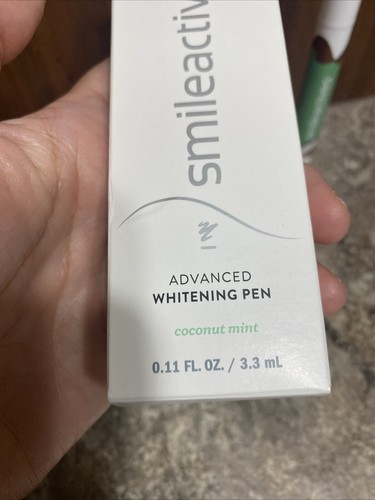 smileactiv
ADVANCED
WHITENING PEN
coconut mint
0.11 FL. OZ. / 3.3 mL